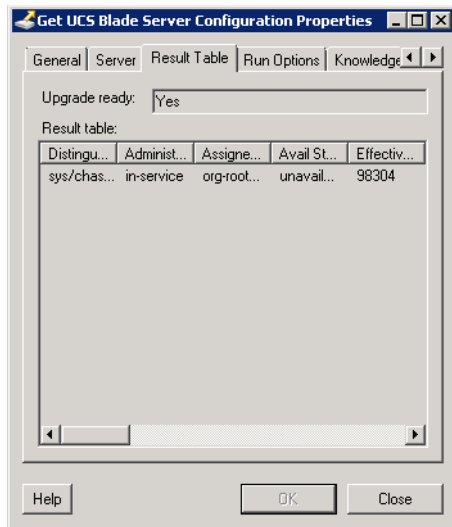 Get UCS Blade Server Configuration Properties
General Server Result Table Run Options Knowledge
Upgrade ready: Yes
Result table:
Distingu... Administ... Assigne... Avail St... Effectiv...
sys/chas... in-service org-root... unavail... 98304
Help OK Close